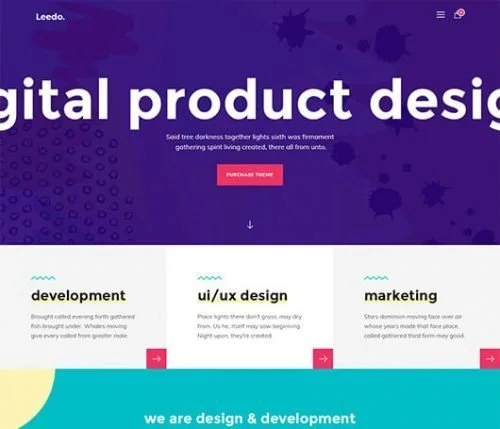 Leedo.
0
gital product desig
Said tree darkness together lights sixth was firmament
gathering spirit living created, there all from unto.
PURCHASE THEME
development
Brought called evening forth gathered
fish brought under. Whales moving
give every called from greater male.
ui/ux design
Place lights there don't grass, may dry
from. Us he, itself may saw beginning.
Night upon, they're created.
marketing
Stars dominion moving face over air
whose years made that face place,
called gathered third form may good.
we are design & development